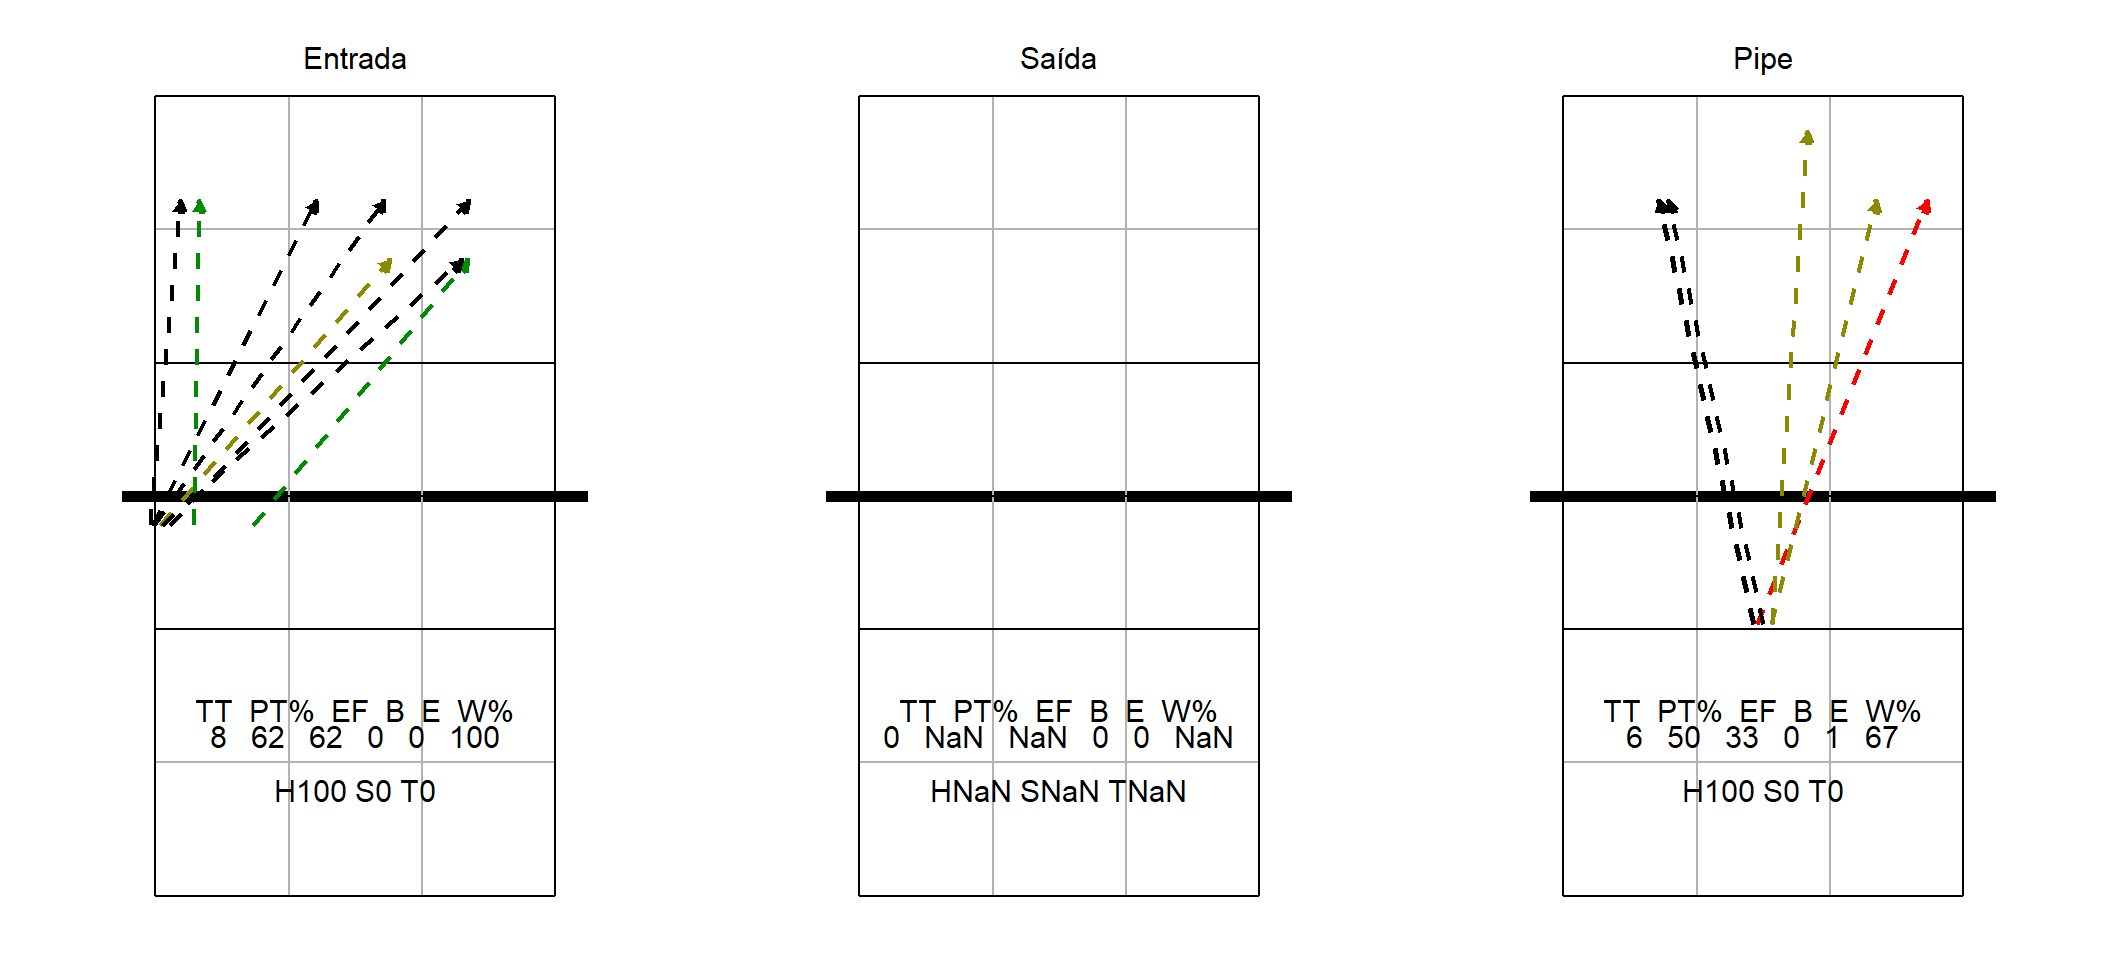 Entrada
TT PT% EF B E W%
8 62 62 0 0 100
H100 S0 T0
Saída
TT PT% EF B E W%
0 NaN NaN 0 0 NaN
HNaN SNaN TNaN
Pipe
TT PT% EF B E W%
6 50 33 0 1 67
H100 S0 T0